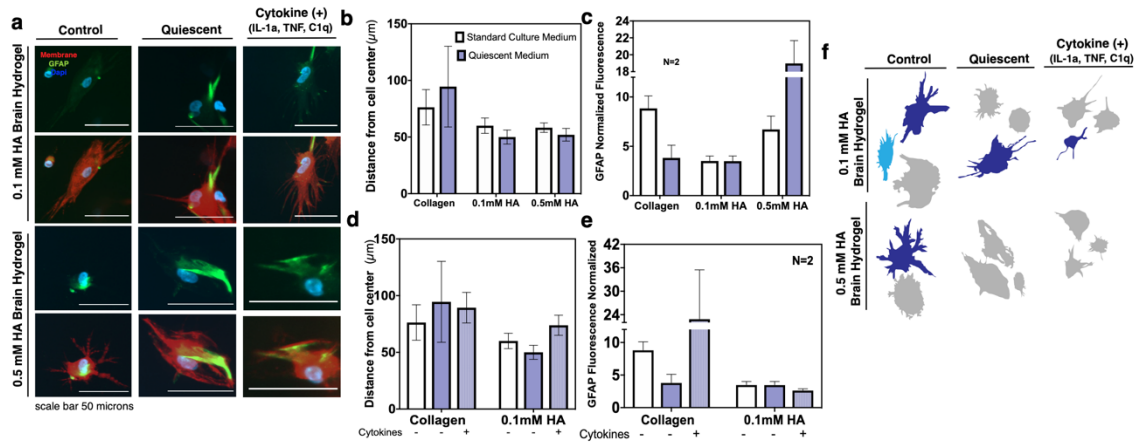 a
Control
Quiescent
Cytokine (+)
(IL-1a, TNF, C1q)
Membrane
GFAP
Dapi
0.1 mM HA
Brain Hydrogel
0.5 mM HA
Brain Hydrogel
scale bar 50 microns
b
Distance from cell center (μm)
150
100
50
0
Standard Culture Medium
Quiescent Medium
Collagen
0.1mM HA
0.5mM HA
c
GFAP Normalized Fluorescence
24
22
20
18
12
8
4
0
N=2
Collagen
0.1mM HA
0.5mM HA
d
Distance from cell center (μm)
150
100
50
0
Collagen
0.1mM HA
Cytokines - - + - - +
e
GFAP Fluorescence Normalized
42
36
30
24
15
10
5
0
N=2
Collagen
0.1mM HA
Cytokines - - + - - +
f
Control
Quiescent
Cytokine (+)
(IL-1a, TNF, C1q)
0.1 mM HA
Brain Hydrogel
0.5 mM HA
Brain Hydrogel